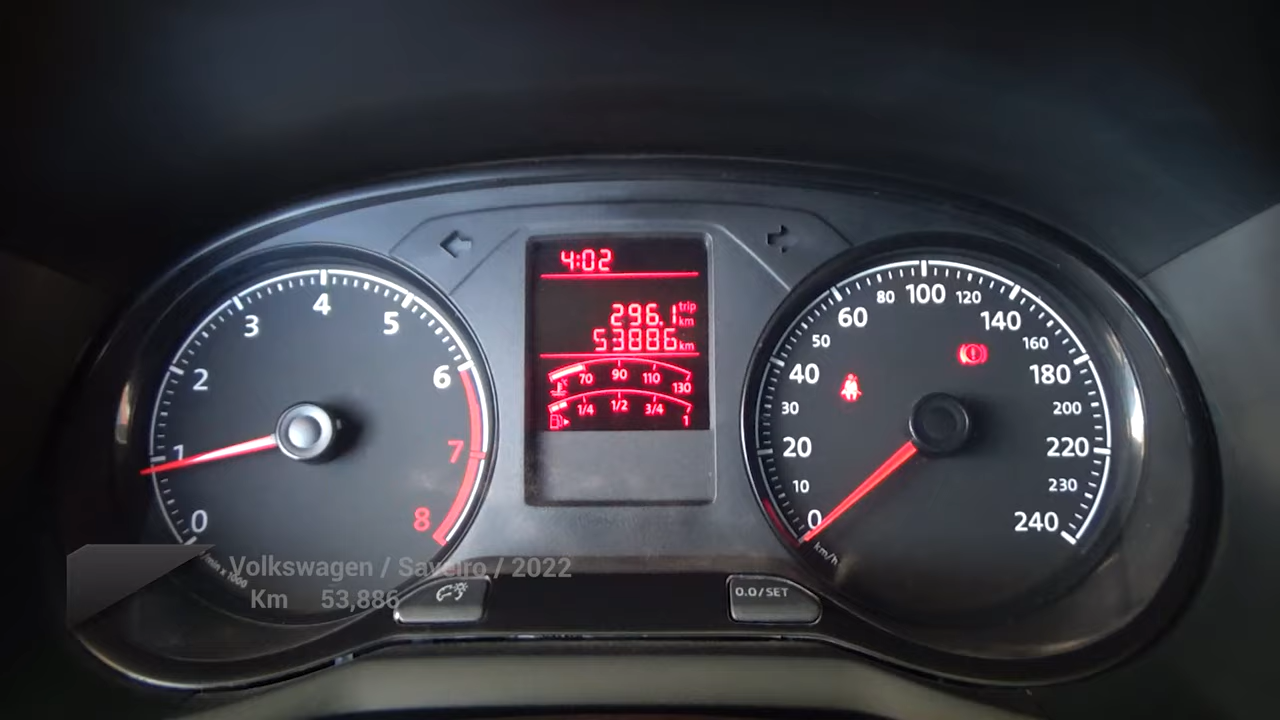 4:02
296.1 trip km
53886 km
70 90 110 130
1/4 1/2 3/4 1
0 1 2 3 4 5 6 7 8
/min x 1000
0 10 20 30 40 50 60 80 100 120 140 160 180 200 220 230 240
km/h
Volkswagen / Saveiro / 2022
Km 53,886
0.0/SET